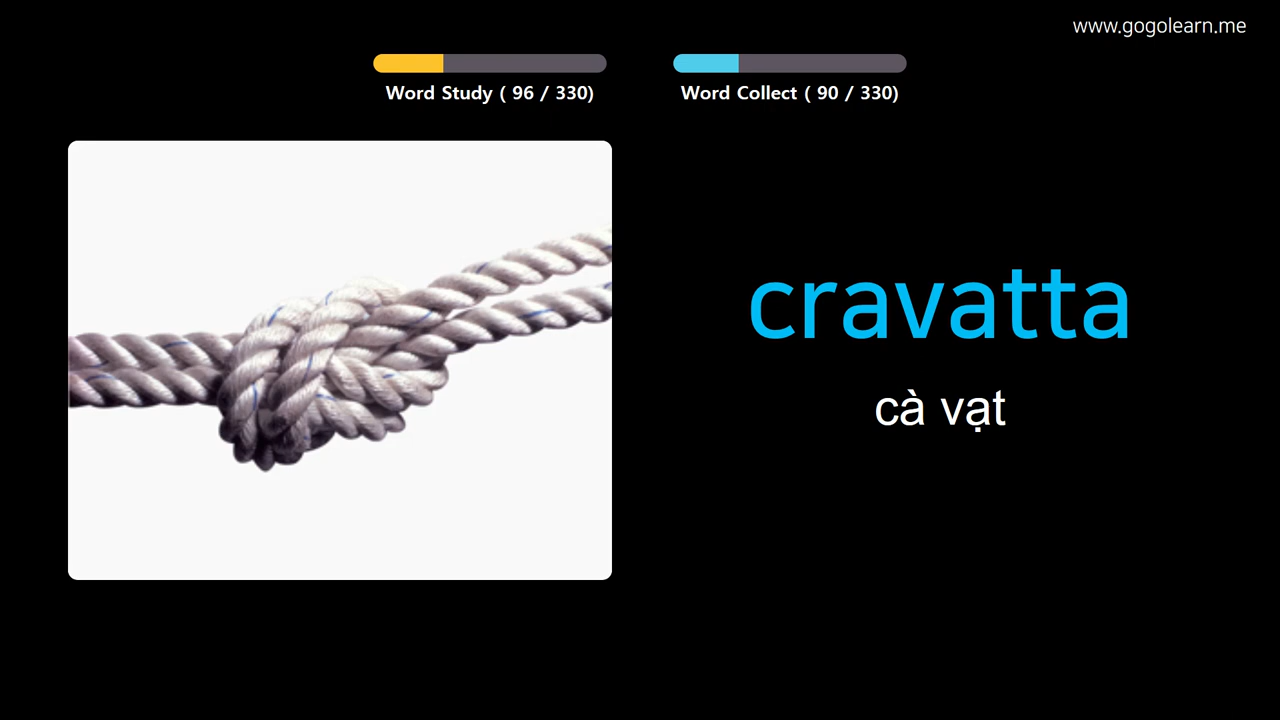 www.gogolearn.me
Word Study ( 96 / 330)
Word Collect ( 90 / 330)
cravatta
cà vạt